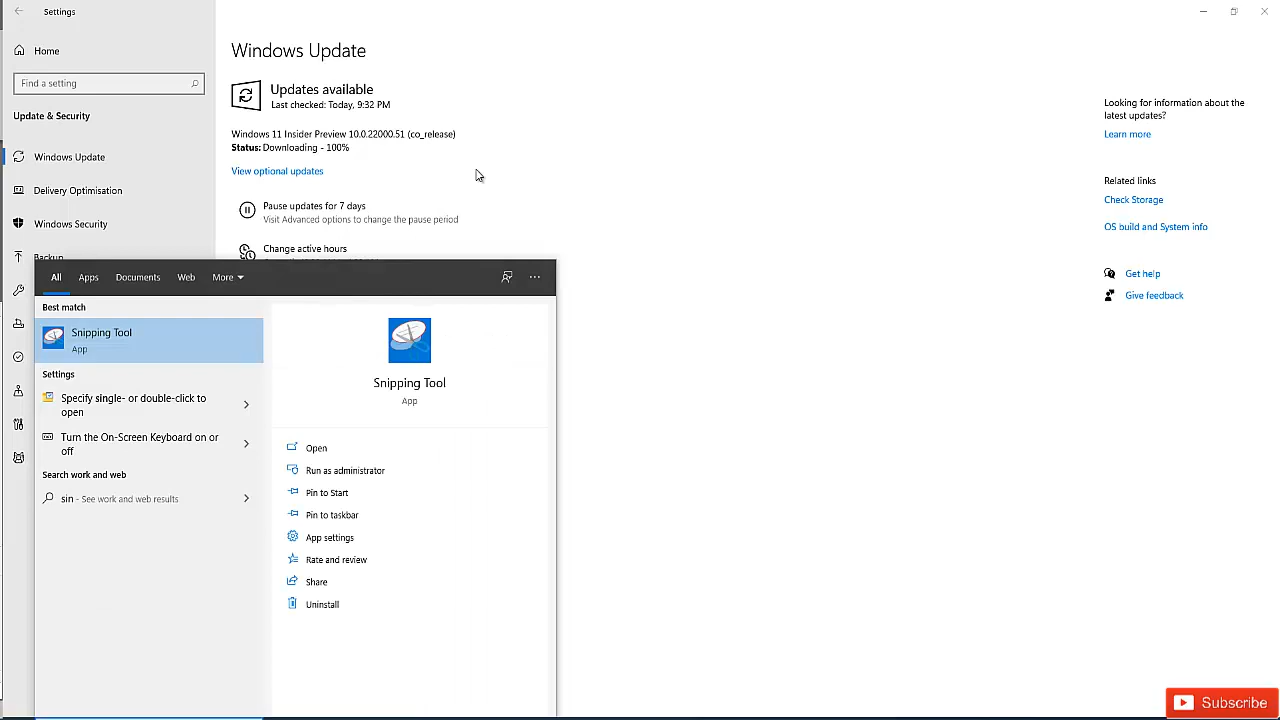 Settings
Home
Find a setting
Update & Security
Windows Update
Delivery Optimisation
Windows Security
Backup
Windows Update
Updates available
Last checked: Today, 9:32 PM
Windows 11 Insider Preview 10.0.22000.51 (co_release)
Status: Downloading - 100%
View optional updates
Pause updates for 7 days
Visit Advanced options to change the pause period
Change active hours
Looking for information about the
latest updates?
Learn more
Related links
Check Storage
OS build and System info
Get help
Give feedback
All Apps Documents Web More
Best match
Snipping Tool
App
Settings
Specify single- or double-click to
open
Turn the On-Screen Keyboard on or
off
Search work and web
sin - See work and web results
Snipping Tool
App
Open
Run as administrator
Pin to Start
Pin to taskbar
App settings
Rate and review
Share
Uninstall
Subscribe